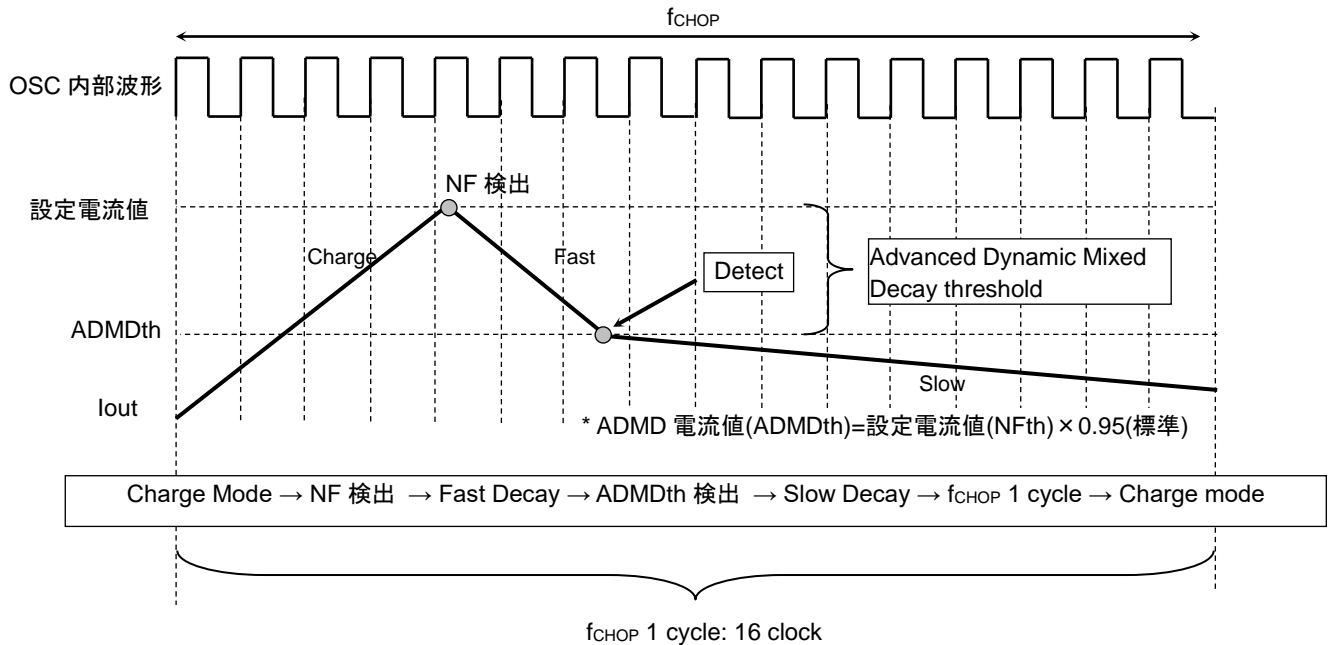 fCHOP
OSC 内部波形
NF 検出
設定電流値
Charge
Fast
Detect
Advanced Dynamic Mixed
Decay threshold
ADMDth
Slow
Iout
* ADMD 電流値(ADMDth)=設定電流値(NFth)×0.95(標準)
Charge Mode → NF 検出 → Fast Decay → ADMDth 検出 → Slow Decay → fCHOP 1 cycle → Charge mode
fCHOP 1 cycle: 16 clock